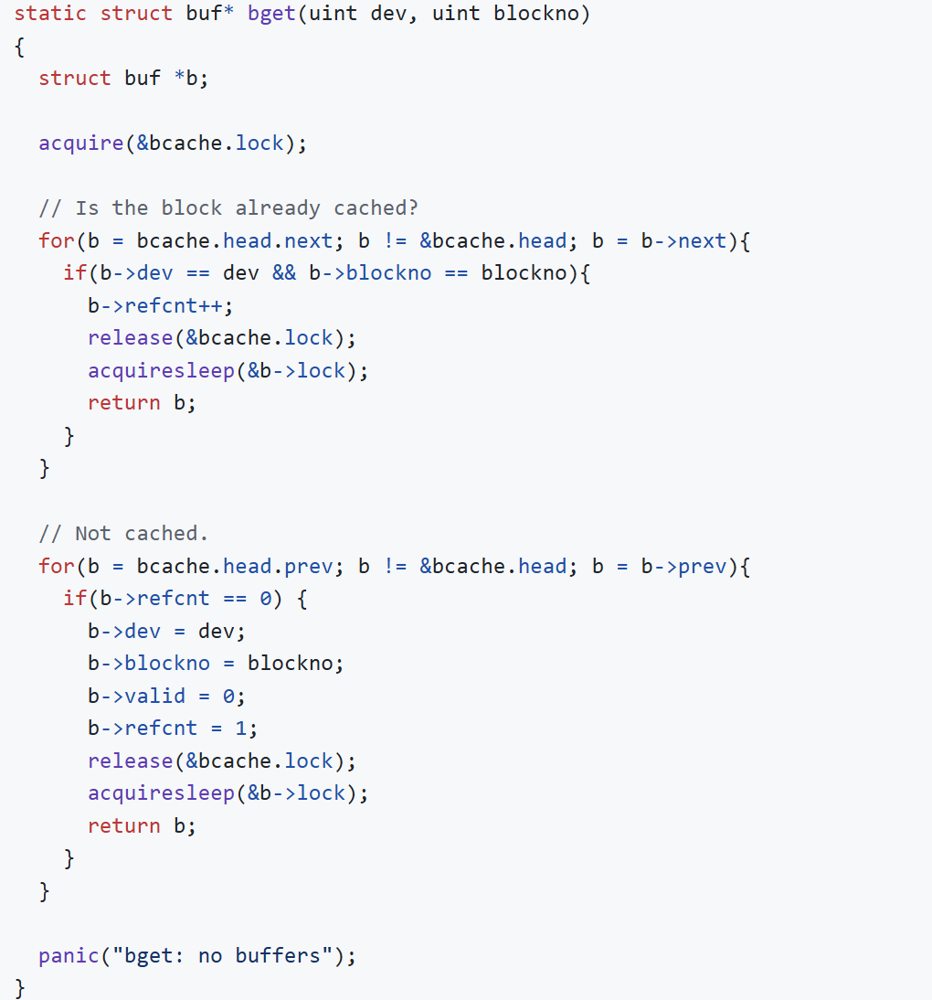 static struct buf* bget(uint dev, uint blockno)
{
  struct buf *b;

  acquire(&bcache.lock);

  // Is the block already cached?
  for(b = bcache.head.next; b != &bcache.head; b = b->next){
    if(b->dev == dev && b->blockno == blockno){
      b->refcnt++;
      release(&bcache.lock);
      acquiresleep(&b->lock);
      return b;
    }
  }

  // Not cached.
  for(b = bcache.head.prev; b != &bcache.head; b = b->prev){
    if(b->refcnt == 0) {
      b->dev = dev;
      b->blockno = blockno;
      b->valid = 0;
      b->refcnt = 1;
      release(&bcache.lock);
      acquiresleep(&b->lock);
      return b;
    }
  }

  panic("bget: no buffers");
}